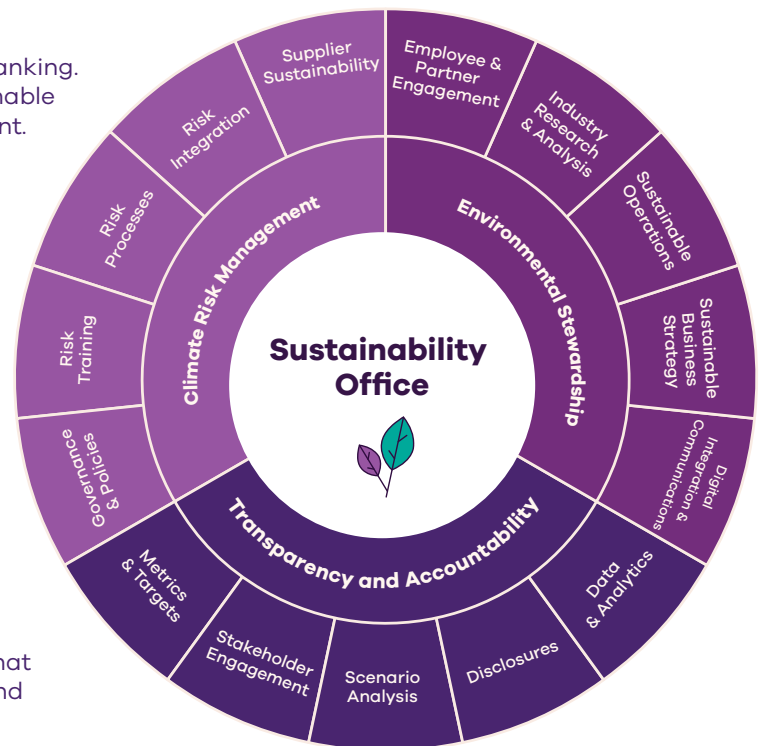 anking.
nable
nt.
Supplier
Sustainability
Employee &
Partner
Engagement
Industry
Research
& Analysis
Sustainable
Operations
Sustainable
Business
Strategy
Digital
Integration &
Communications
Data
& Analytics
Disclosures
Scenario
Analysis
Stakeholder
Engagement
Metrics
& Targets
Governance
& Policies
Risk
Training
Risk
Processes
Risk
Integration
Climate Risk Management
Environmental Stewardship
Transparency and Accountability
Sustainability
Office
hat
nd